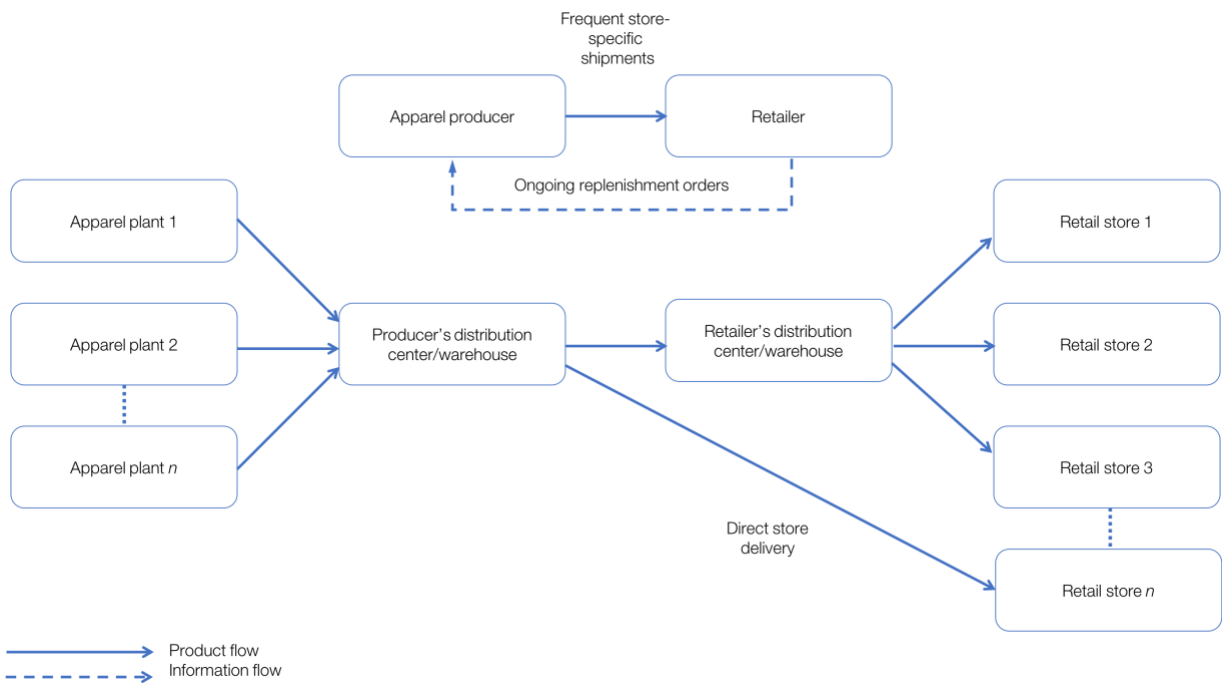 Frequent store-
specific
shipments
Apparel producer
Retailer
Ongoing replenishment orders
Apparel plant 1
Retail store 1
Apparel plant 2
Producer’s distribution
center/warehouse
Retailer’s distribution
center/warehouse
Retail store 2
Apparel plant n
Retail store 3
Direct store
delivery
Retail store n
Product flow
Information flow